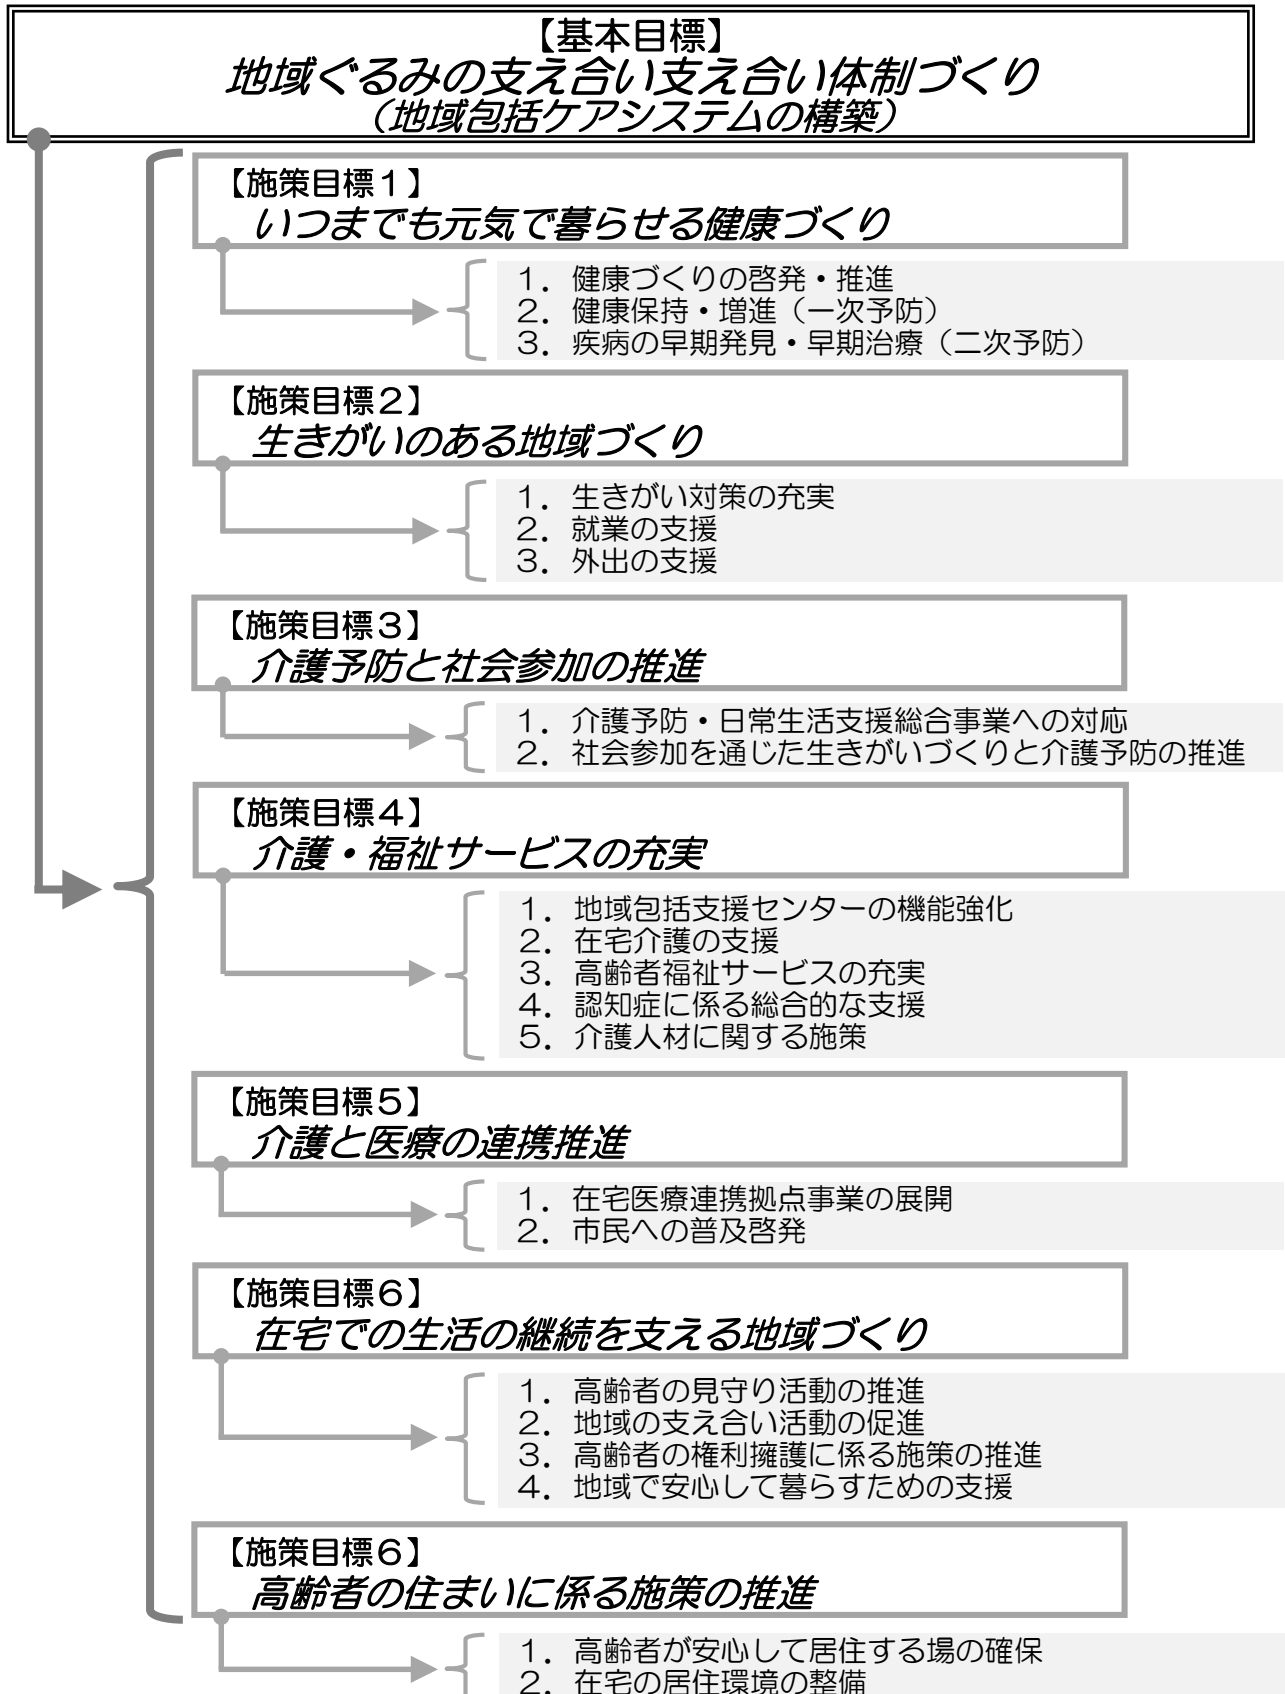 【基本目標】
地域ぐるみの支え合い支え合い体制づくり
（地域包括ケアシステムの構築）
【施策目標１】
いつまでも元気で暮らせる健康づくり
１．健康づくりの啓発・推進
２．健康保持・増進（一次予防）
３．疾病の早期発見・早期治療（二次予防）
【施策目標２】
生きがいのある地域づくり
１．生きがい対策の充実
２．就業の支援
３．外出の支援
【施策目標３】
介護予防と社会参加の推進
１．介護予防・日常生活支援総合事業への対応
２．社会参加を通じた生きがいづくりと介護予防の推進
【施策目標４】
介護・福祉サービスの充実
１．地域包括支援センターの機能強化
２．在宅介護の支援
３．高齢者福祉サービスの充実
４．認知症に係る総合的な支援
５．介護人材に関する施策
【施策目標５】
介護と医療の連携推進
１．在宅医療連携拠点事業の展開
２．市民への普及啓発
【施策目標６】
在宅での生活の継続を支える地域づくり
１．高齢者の見守り活動の推進
２．地域の支え合い活動の促進
３．高齢者の権利擁護に係る施策の推進
４．地域で安心して暮らすための支援
【施策目標６】
高齢者の住まいに係る施策の推進
１．高齢者が安心して居住する場の確保
２．在宅の居住環境の整備